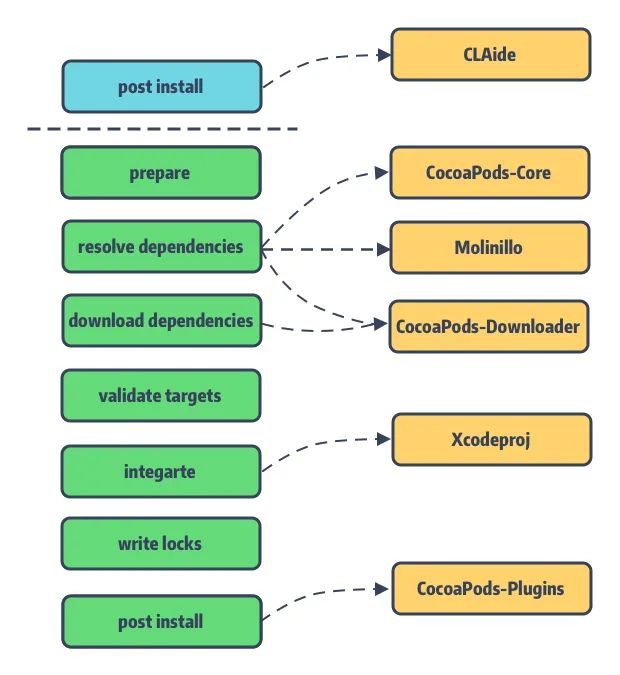 CLAide
post install
prepare
CocoaPods-Core
resolve dependencies
Molinillo
download dependencies
CocoaPods-Downloader
validate targets
Xcodeproj
integarte
write locks
CocoaPods-Plugins
post install